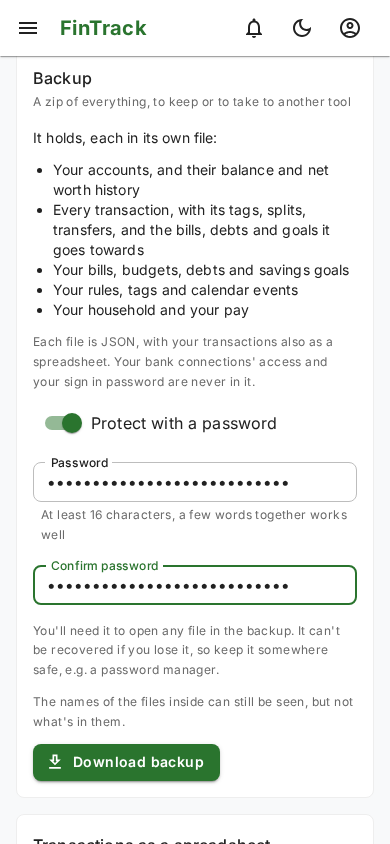 FinTrack
Backup
A zip of everything, to keep or to take to another tool
It holds, each in its own file:
• Your accounts, and their balance and net
worth history
• Every transaction, with its tags, splits,
transfers, and the bills, debts and goals it
goes towards
• Your bills, budgets, debts and savings goals
• Your rules, tags and calendar events
• Your household and your pay
Each file is JSON, with your transactions also as a
spreadsheet. Your bank connections' access and
your sign in password are never in it.
Protect with a password
Password
•••••••••••••••••••••••••••
At least 16 characters, a few words together works
well
Confirm password
•••••••••••••••••••••••••••
You'll need it to open any file in the backup. It can't
be recovered if you lose it, so keep it somewhere
safe, e.g. a password manager.
The names of the files inside can still be seen, but not
what's in them.
Download backup
Transactions as a spreadsheet